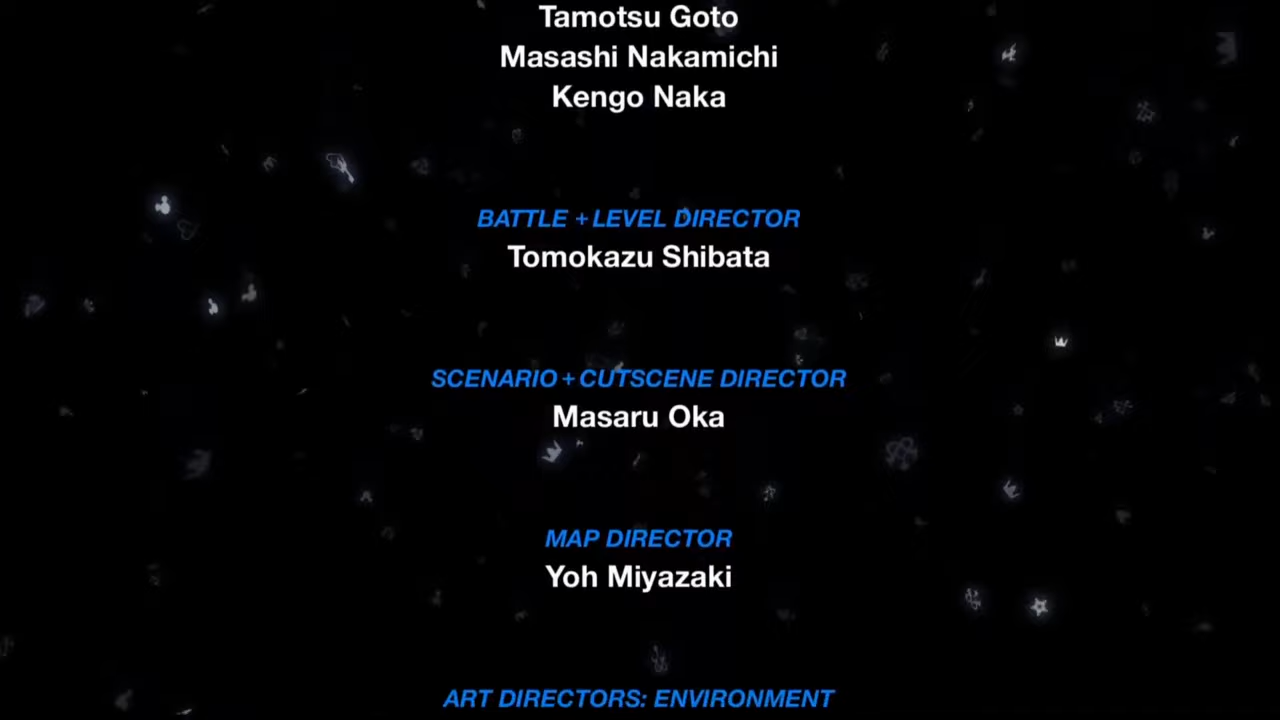 Tamotsu Goto
Masashi Nakamichi
Kengo Naka
BATTLE + LEVEL DIRECTOR
Tomokazu Shibata
SCENARIO + CUTSCENE DIRECTOR
Masaru Oka
MAP DIRECTOR
Yoh Miyazaki
ART DIRECTORS: ENVIRONMENT